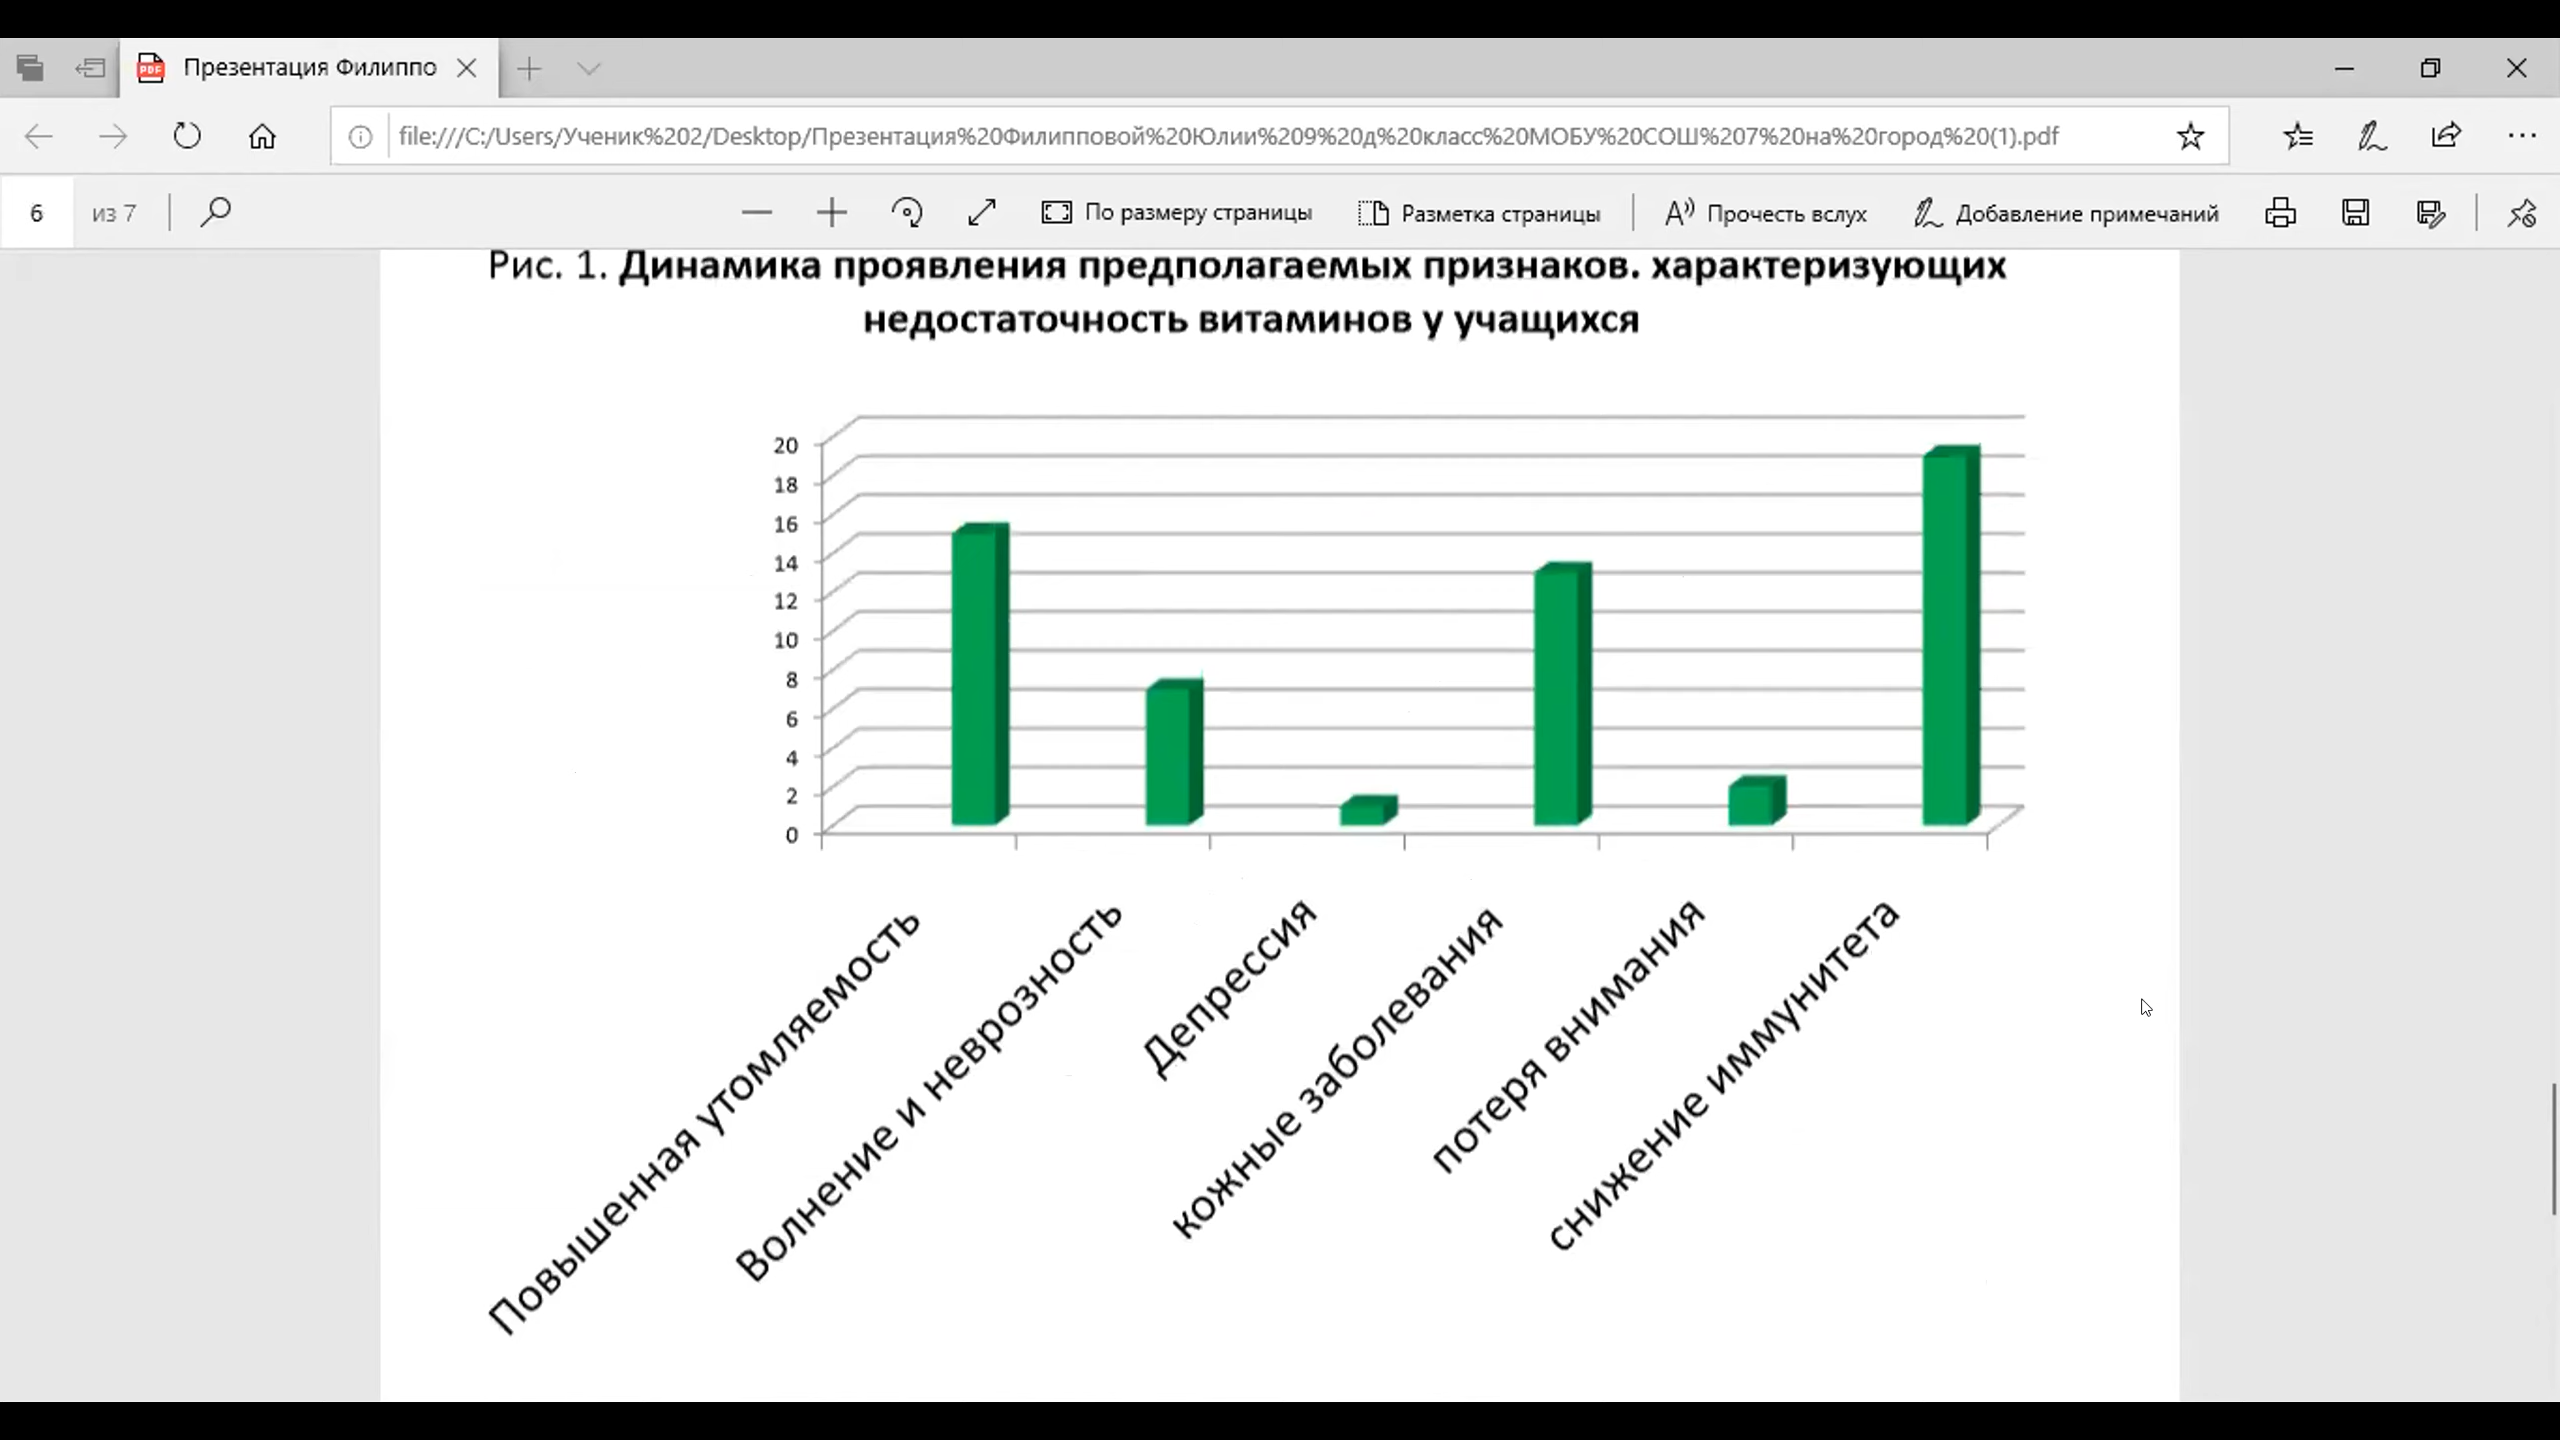 Презентация Филиппо
file:///C:/Users/Ученик%202/Desktop/Презентация%20Филипповой%20Юлии%209%20д%20класс%20МОБУ%20СОШ%207%20на%20город%20(1).pdf
6 из 7 По размеру страницы Разметка страницы Прочесть вслух Добавление примечаний
Рис. 1. Динамика проявления предполагаемых признаков. характеризующих
недостаточность витаминов у учащихся
20
18
16
14
12
10
8
6
4
2
0
Повышенная утомляемость
Волнение и неврозность
Депрессия
кожные заболевания
потеря внимания
снижение иммунитета